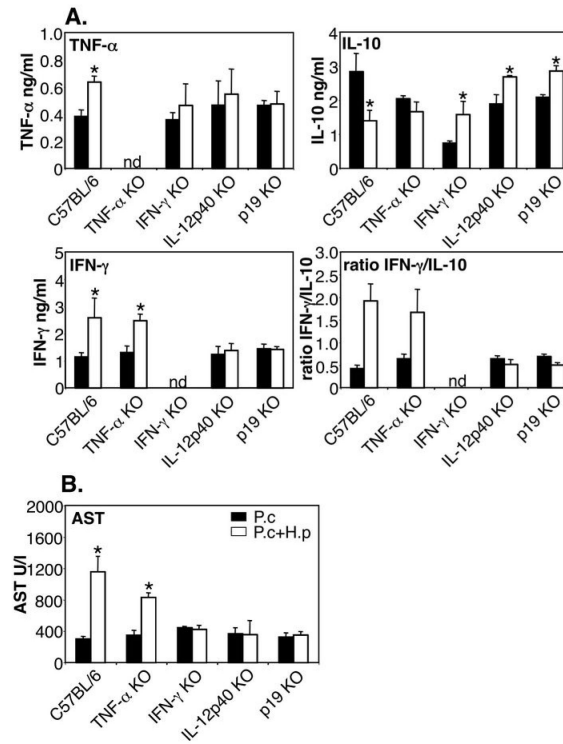 A.
TNF-α
TNF-α ng/ml
1.0
0.8
0.6
0.4
0.2
0
*
nd
C57BL/6
TNF-α KO
IFN-γ KO
IL-12p40 KO
p19 KO
IL-10
IL-10 ng/ml
4
3
2
1
0
*
*
*
*
C57BL/6
TNF-α KO
IFN-γ KO
IL-12p40 KO
p19 KO
IFN-γ
IFN-γ ng/ml
5
4
3
2
1
0
*
*
nd
C57BL/6
TNF-α KO
IFN-γ KO
IL-12p40 KO
p19 KO
ratio IFN-γ/IL-10
ratio IFN-γ/IL-10
3.0
2.0
1.5
1.0
0.5
0
nd
C57BL/6
TNF-α KO
IFN-γ KO
IL-12p40 KO
p19 KO
B.
AST
AST U/l
2000
1600
1200
800
400
0
P.c
P.c+H.p
*
*
C57BL/6
TNF-α KO
IFN-γ KO
IL-12p40 KO
p19 KO